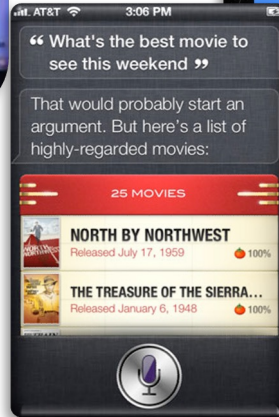 AT&T 3:06 PM
“ What's the best movie to
see this weekend ”
That would probably start an
argument. But here's a list of
highly-regarded movies:
25 MOVIES
NORTH BY NORTHWEST
Released July 17, 1959 100%
THE TREASURE OF THE SIERRA...
Released January 6, 1948 100%